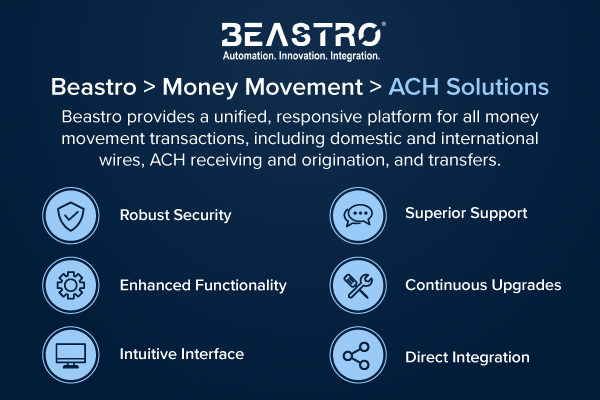 BEASTRO®
Automation. Innovation. Integration.
Beastro > Money Movement > ACH Solutions
Beastro provides a unified, responsive platform for all money
movement transactions, including domestic and international
wires, ACH receiving and origination, and transfers.
Robust Security
Superior Support
Enhanced Functionality
Continuous Upgrades
Intuitive Interface
Direct Integration